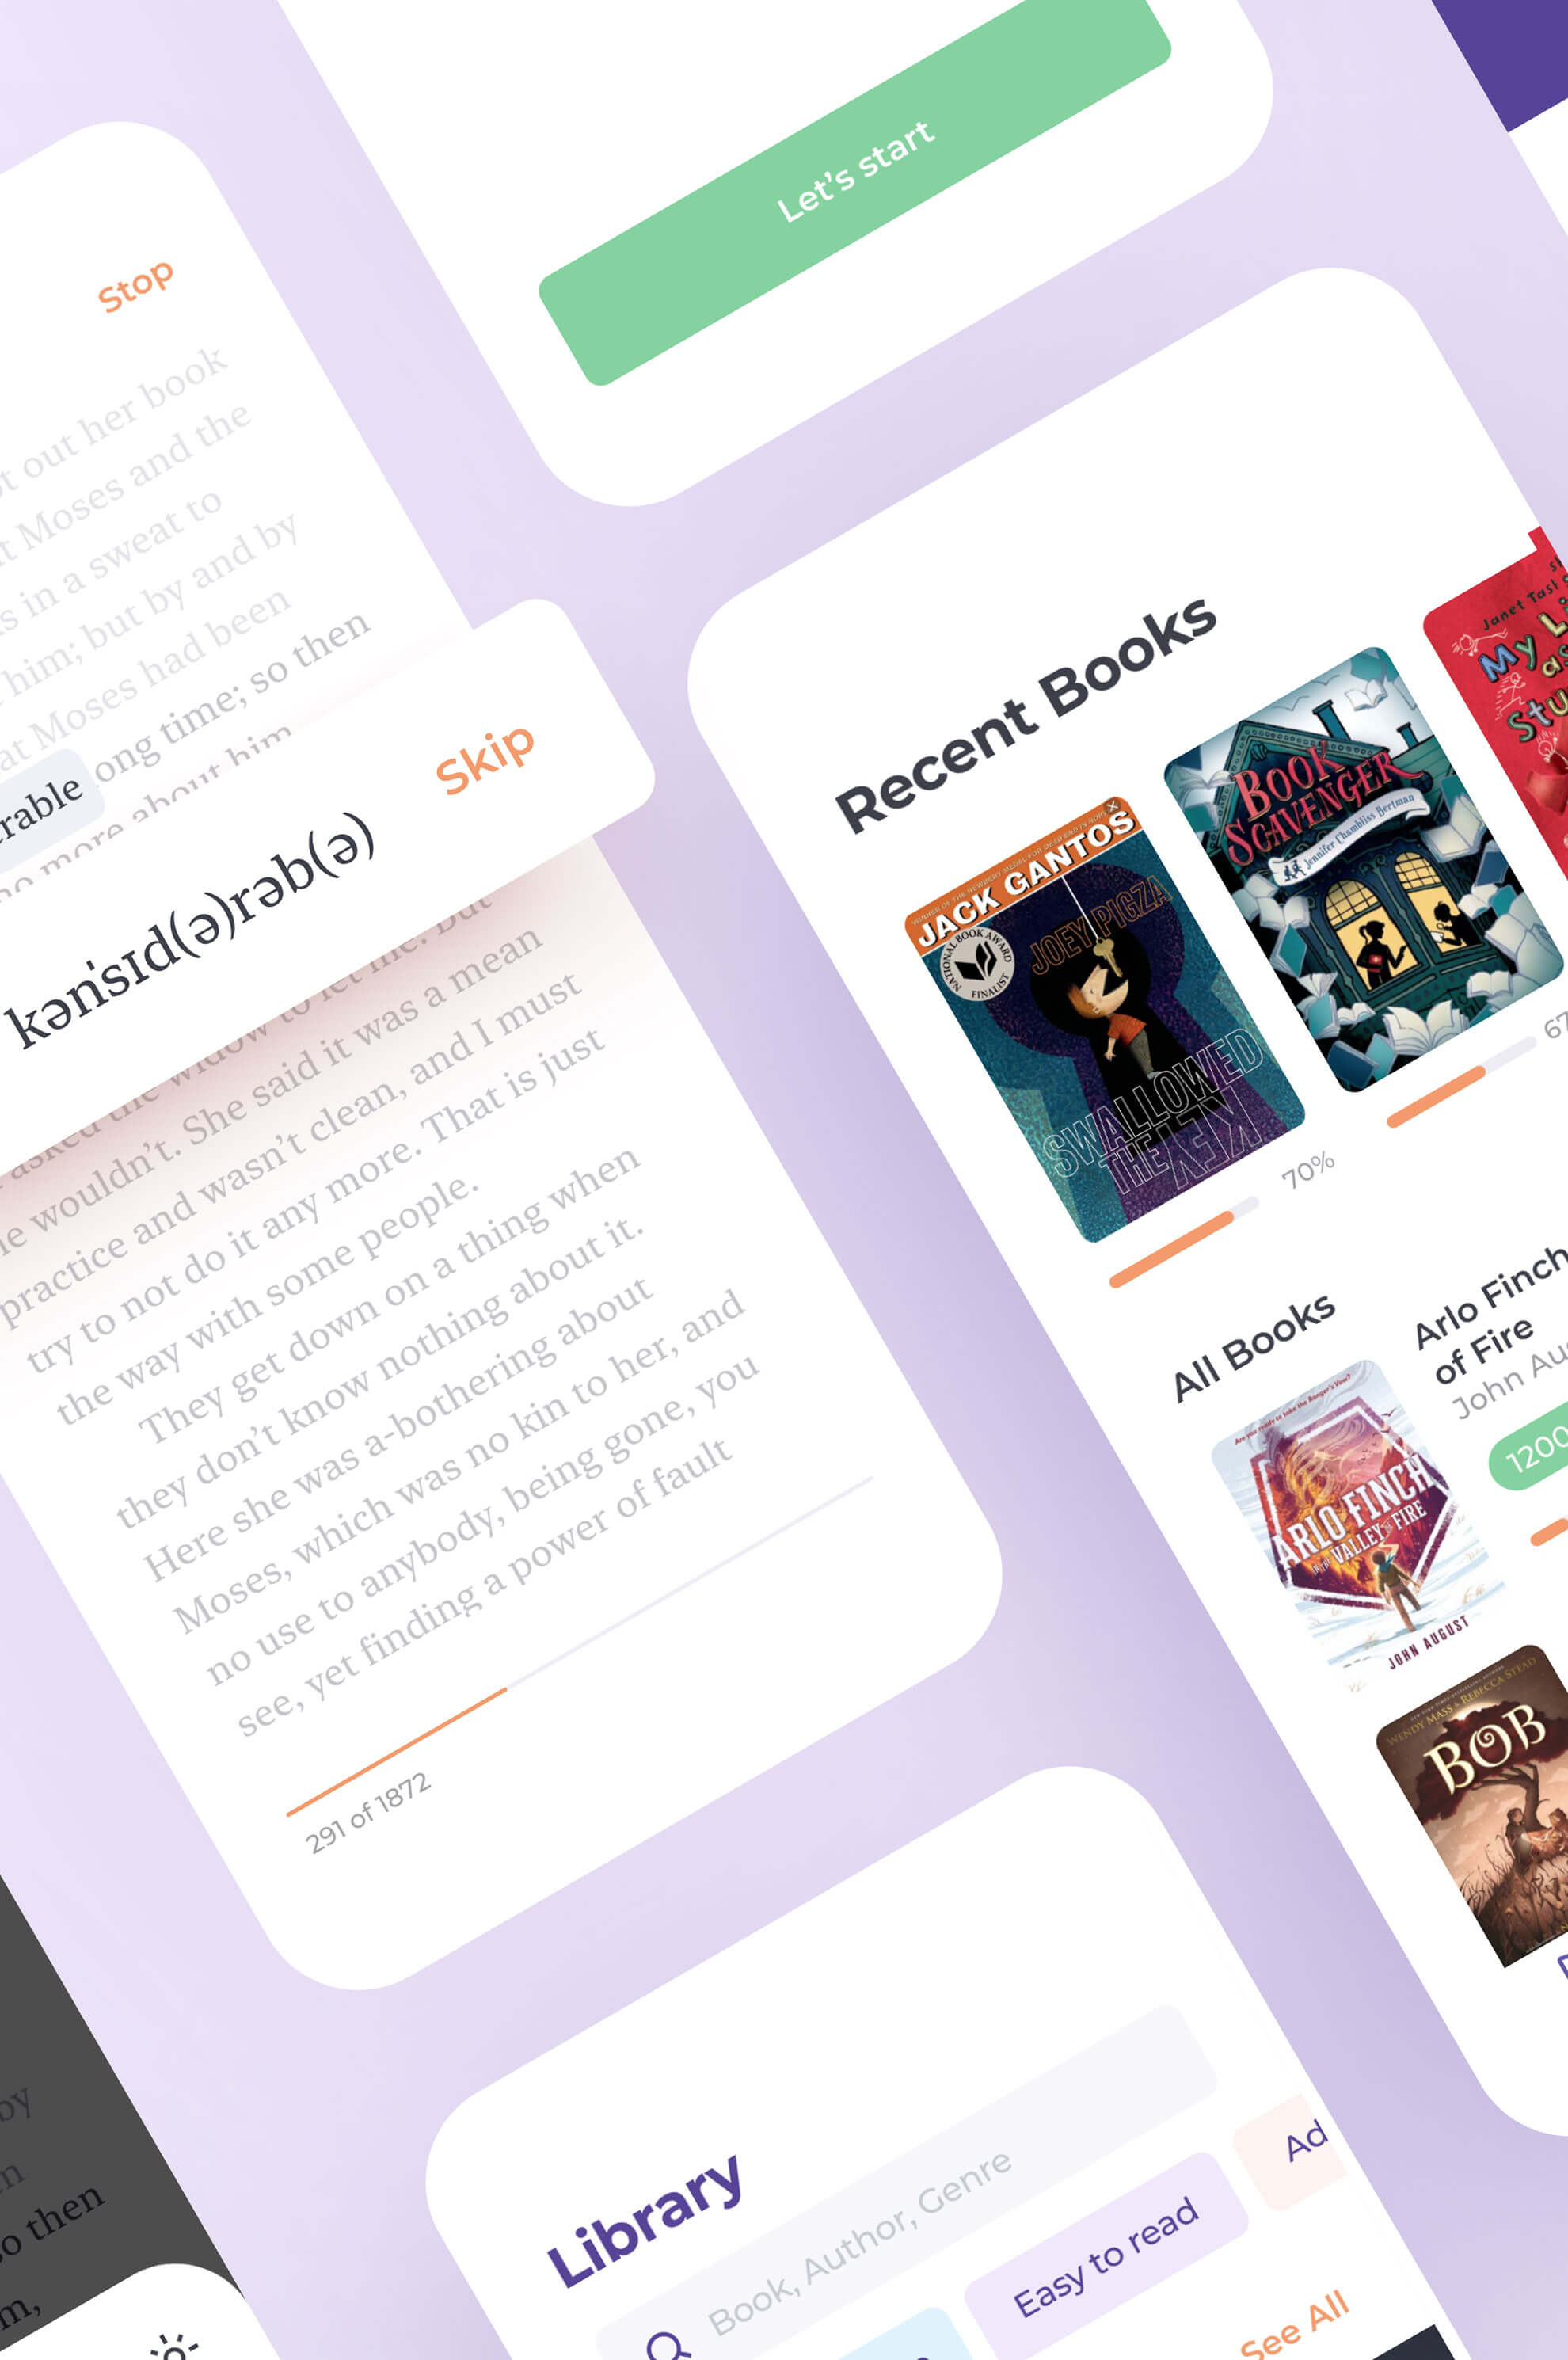 Let's start
Stop
out her book
Moses and the
in a sweat to
him; but by and by
at Moses had been
ong time; so then
no more about him
erable
Skip
kən'sɪd(ə)rəb(ə)
asked the widow to let me. But
wouldn't. She said it was a mean
practice and wasn't clean, and I must
try to not do it any more. That is just
the way with some people.
They get down on a thing when
they don't know nothing about it.
Here she was a-bothering about
Moses, which was no kin to her, and
no use to anybody, being gone, you
see, yet finding a power of fault
291 of 1872
Recent Books
WINNER OF THE NEWBERY MEDAL FOR DEAD END IN NORVELT
JACK GANTOS
NATIONAL BOOK AWARD
FINALIST
JOEY PIGZA
SWALLOWED
THE KEY
70%
BOOK
SCAVENGER
Jennifer Chambliss Bertman
67
Janet Tash
My Li
as
Stu
All Books
Are you ready to take the Ranger's Vow?
ARLO FINCH
IN THE VALLEY OF FIRE
JOHN AUGUST
Arlo Finch
of Fire
John Au
1200
WENDY MASS & REBECCA STEAD
BOB
Library
Book, Author, Genre
Easy to read
Ad
See All
by
so then
m,